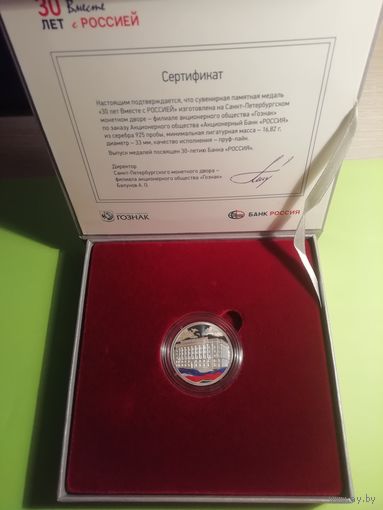 30 Вместе
ЛЕТ с РОССИЕЙ
Сертификат
Настоящим подтверждается, что сувенирная памятная медаль
«30 лет Вместе с РОССИЕЙ» изготовлена на Санкт-Петербургском
монетном дворе – филиале акционерного общества «Гознак»
по заказу Акционерного общества «Акционерный Банк «РОССИЯ»
из серебра 925 пробы, минимальная лигатурная масса – 16,82 г,
диаметр – 33 мм, качество исполнения – пруф-лайк.
Выпуск медали посвящен 30-летию Банка «РОССИЯ».
Директор
Санкт-Петербургского монетного двора –
филиала акционерного общества «Гознак»
ГОЗНАК
БАНК РОССИЯ
www.ay.by